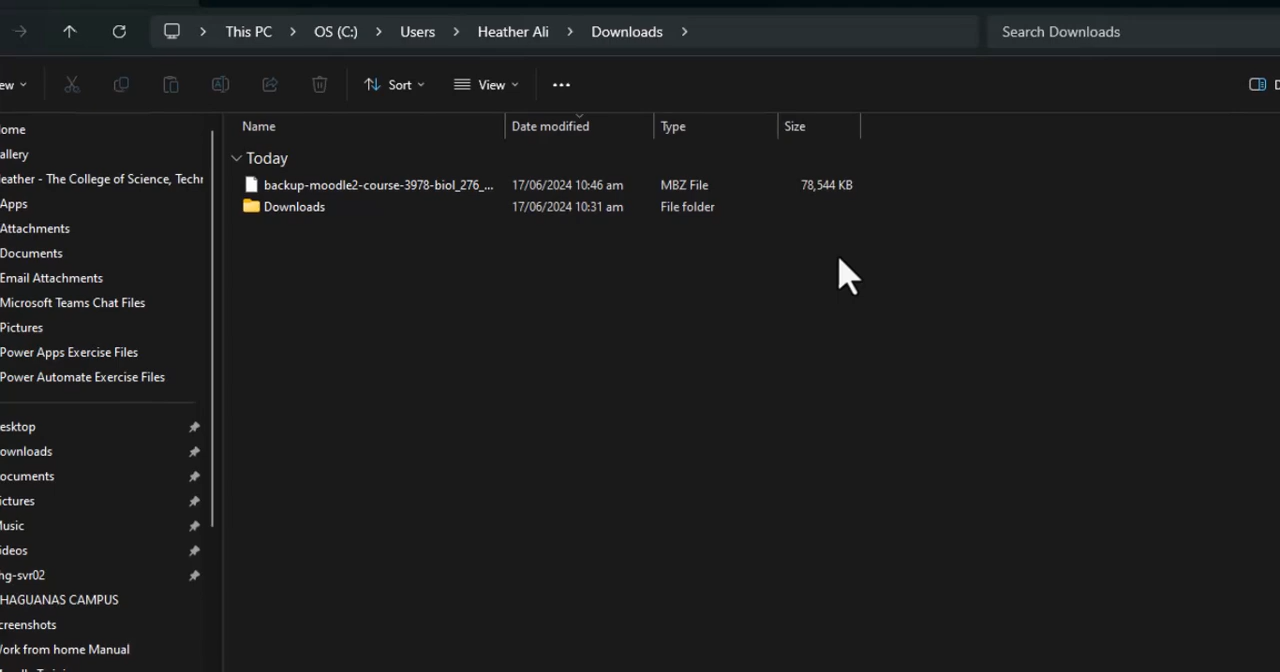 This PC > OS (C:) > Users > Heather Ali > Downloads >
Search Downloads
ew
Sort
View
Name
Date modified
Type
Size
Today
backup-moodle2-course-3978-biol_276_...
17/06/2024 10:46 am
MBZ File
78,544 KB
Downloads
17/06/2024 10:31 am
File folder
ome
allery
eather - The College of Science, Techr
Apps
Attachments
Documents
Email Attachments
Microsoft Teams Chat Files
Pictures
Power Apps Exercise Files
Power Automate Exercise Files
esktop
ownloads
ocuments
ictures
Music
ideos
hg-svr02
HAGUANAS CAMPUS
creenshots
Work from home Manual